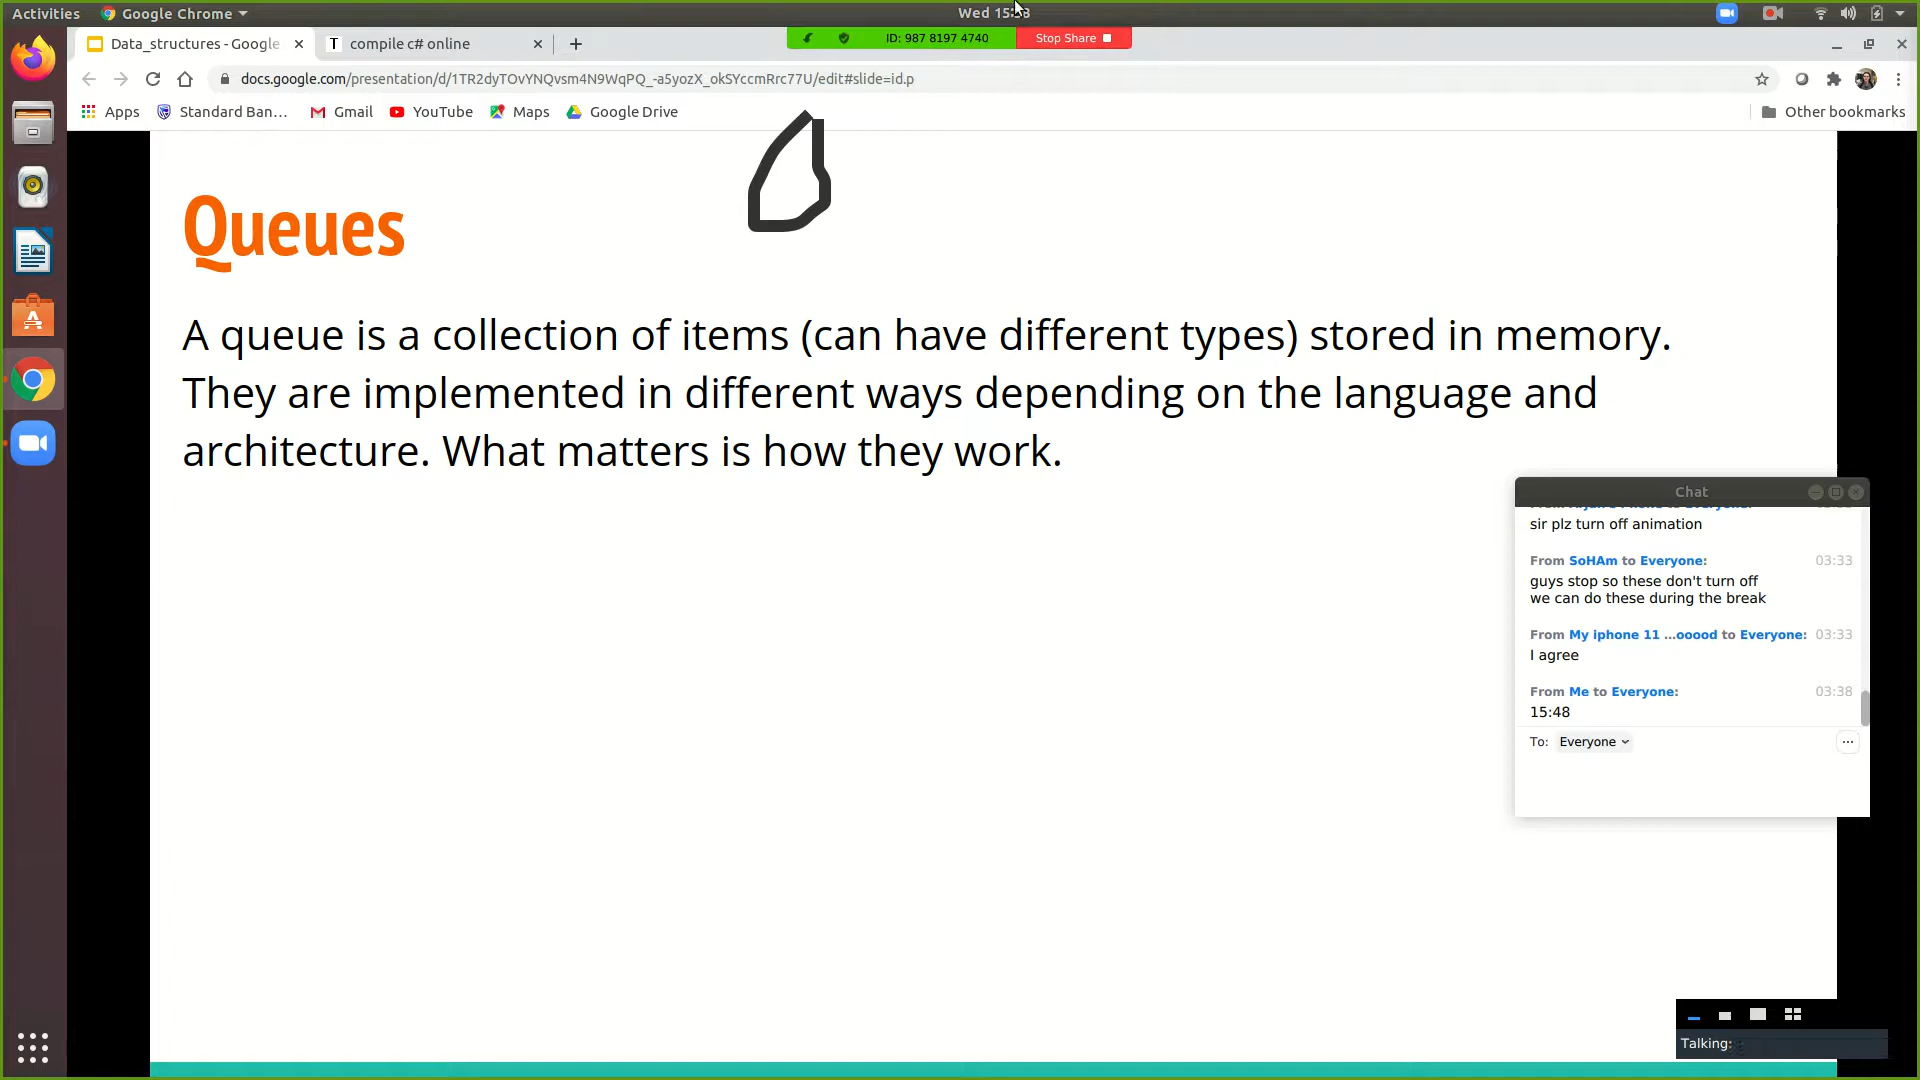 Activities Google Chrome Wed
Data_structures - Google compile c# online ID: 987 8197 4740 Stop Share
docs.google.com/presentation/d/1TR2dyTOvYNQvsm4N9WqPQ_-a5yozX_okSYccmRrc77U/edit#slide=id.p
Apps Standard Ban... Gmail YouTube Maps Google Drive Other bookmarks
Queues
A queue is a collection of items (can have different types) stored in memory.
They are implemented in different ways depending on the language and
architecture. What matters is how they work.
Chat
sir plz turn off animation
From SoHAm to Everyone: 03:33
guys stop so these don't turn off
we can do these during the break
From My iphone 11 ...ooood to Everyone: 03:33
I agree
From Me to Everyone: 03:38
15:48
To: Everyone
Talking: